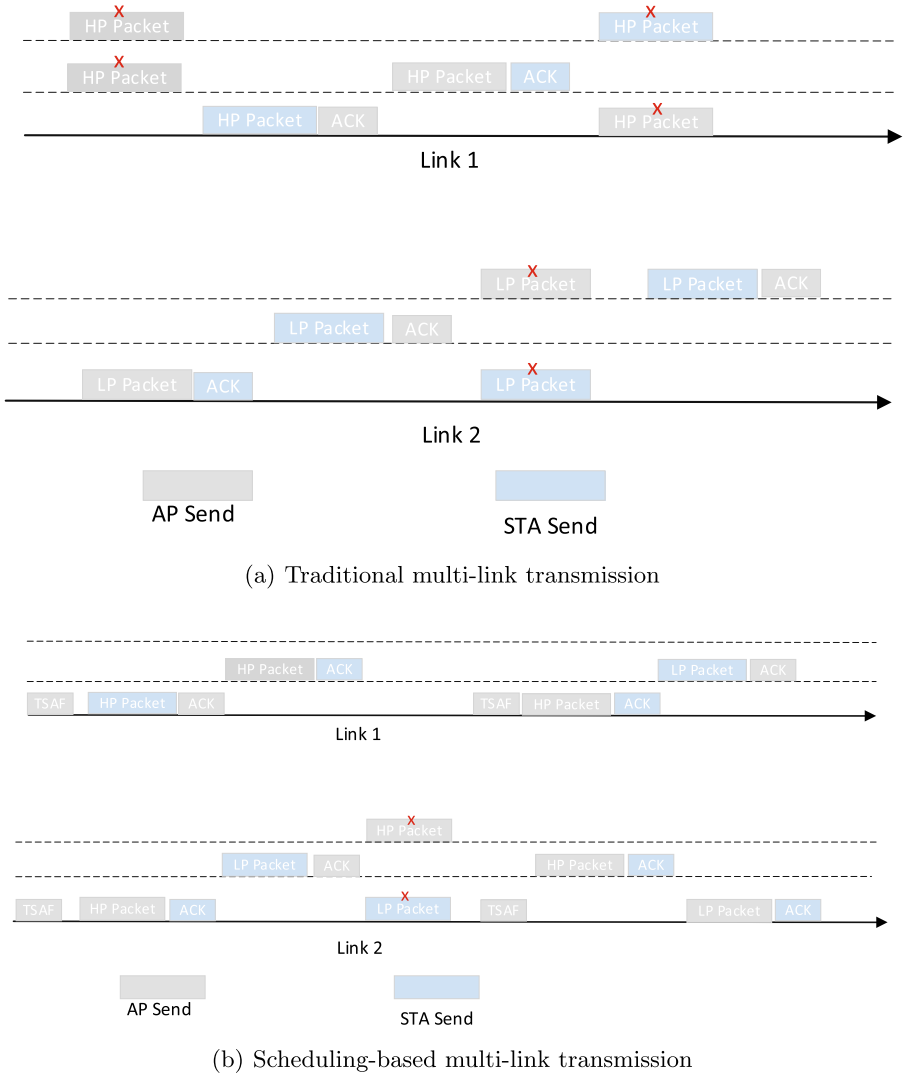 X X
HP Packet HP Packet
X
HP Packet HP Packet ACK
X
HP Packet ACK HP Packet
Link 1
X
LP Packet LP Packet ACK
LP Packet ACK
X
LP Packet ACK LP Packet
Link 2
AP Send STA Send
(a) Traditional multi-link transmission
HP Packet ACK LP Packet ACK
TSAF HP Packet ACK TSAF HP Packet ACK
Link 1
X
HP Packet
LP Packet ACK HP Packet ACK
X
TSAF HP Packet ACK LP Packet TSAF LP Packet ACK
Link 2
AP Send STA Send
(b) Scheduling-based multi-link transmission